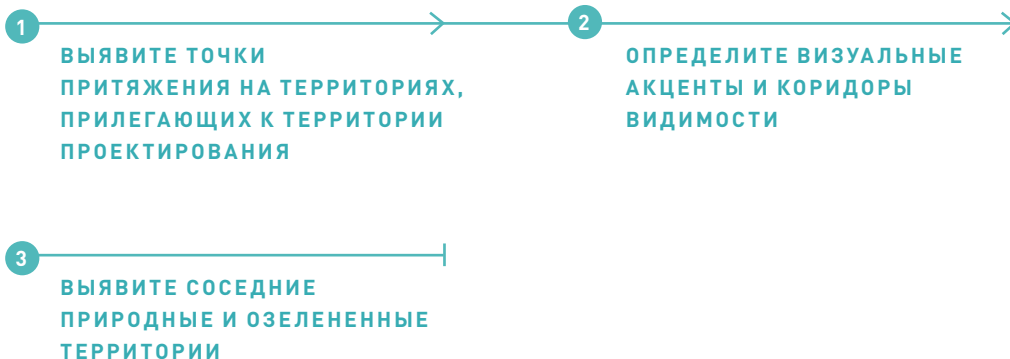 1
ВЫЯВИТЕ ТОЧКИ
ПРИТЯЖЕНИЯ НА ТЕРРИТОРИЯХ,
ПРИЛЕГАЮЩИХ К ТЕРРИТОРИИ
ПРОЕКТИРОВАНИЯ
2
ОПРЕДЕЛИТЕ ВИЗУАЛЬНЫЕ
АКЦЕНТЫ И КОРИДОРЫ
ВИДИМОСТИ
3
ВЫЯВИТЕ СОСЕДНИЕ
ПРИРОДНЫЕ И ОЗЕЛЕНЕННЫЕ
ТЕРРИТОРИИ